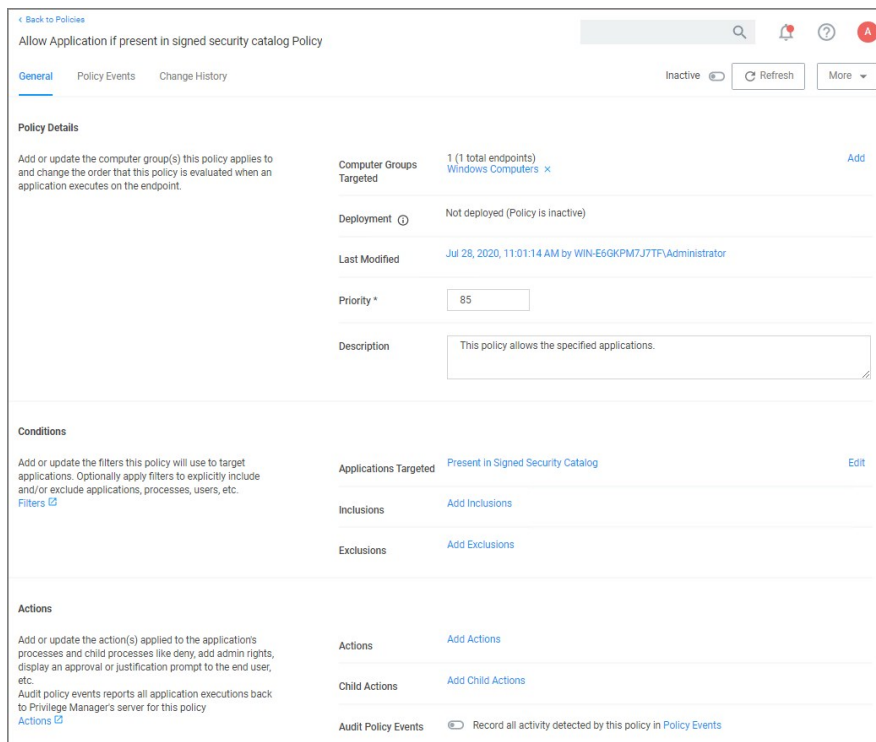 Back to Policies
Allow Application if present in signed security catalog Policy
A
General Policy Events Change History
Inactive Refresh More
Policy Details
Add or update the computer group(s) this policy applies to
and change the order that this policy is evaluated when an
application executes on the endpoint.
Computer Groups
Targeted
1 (1 total endpoints)
Windows Computers ×
Add
Deployment
Not deployed (Policy is inactive)
Last Modified
Jul 28, 2020, 11:01:14 AM by WIN-E6GKPM7J7TF\Administrator
Priority *
85
Description
This policy allows the specified applications.
Conditions
Add or update the filters this policy will use to target
applications. Optionally apply filters to explicitly include
and/or exclude applications, processes, users, etc.
Filters
Applications Targeted
Present in Signed Security Catalog
Edit
Inclusions
Add Inclusions
Exclusions
Add Exclusions
Actions
Add or update the action(s) applied to the application's
processes and child processes like deny, add admin rights,
display an approval or justification prompt to the end user,
etc.
Audit policy events reports all application executions back
to Privilege Manager's server for this policy
Actions
Actions
Add Actions
Child Actions
Add Child Actions
Audit Policy Events
Record all activity detected by this policy in Policy Events